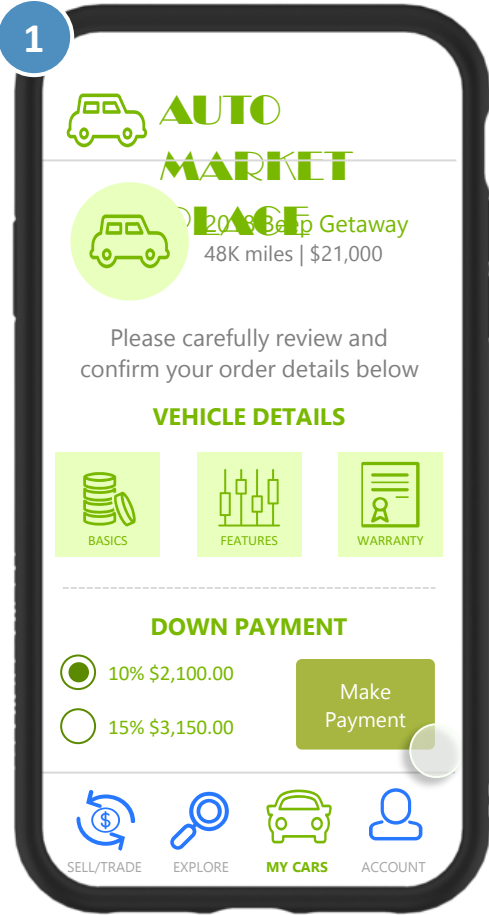 1
AUTO
MARKET
PLACE
Getaway
48K miles | $21,000
Please carefully review and
confirm your order details below
VEHICLE DETAILS
BASICS
FEATURES
WARRANTY
DOWN PAYMENT
10% $2,100.00
15% $3,150.00
Make
Payment
$
SELL/TRADE
EXPLORE
MY CARS
ACCOUNT